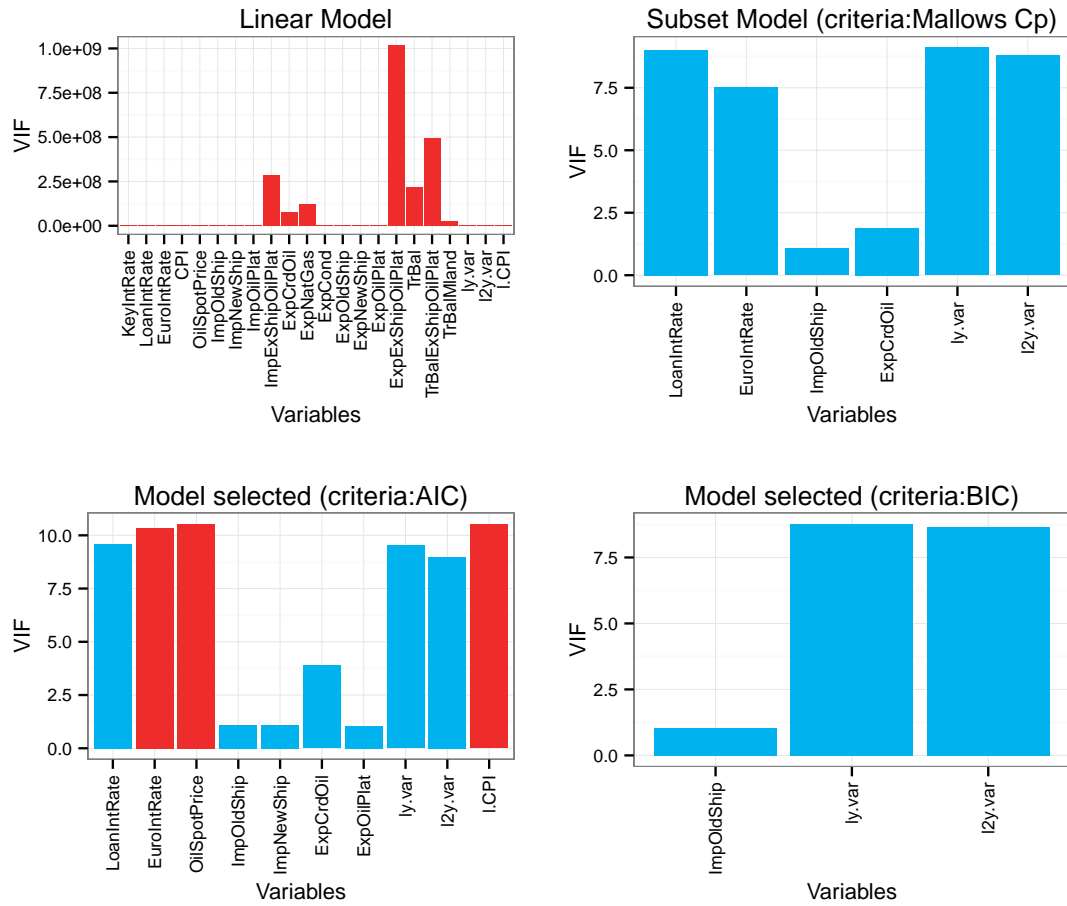 Linear Model
VIF
1.0e+09
7.5e+08
5.0e+08
2.5e+08
0.0e+00
KeyIntRate
LoanIntRate
EuroIntRate
CPI
OilSpotPrice
ImpOldShip
ImpNewShip
ImpOilPlat
ImpExShipOilPlat
ExpCrdOil
ExpNatGas
ExpCond
ExpOldShip
ExpNewShip
ExpOilPlat
ExpExShipOilPlat
TrBal
TrBalExShipOilPlat
TrBalMland
ly.var
l2y.var
l.CPI
Variables
Subset Model (criteria:Mallows Cp)
VIF
7.5
5.0
2.5
0.0
LoanIntRate
EuroIntRate
ImpOldShip
ExpCrdOil
ly.var
l2y.var
Variables
Model selected (criteria:AIC)
VIF
10.0
7.5
5.0
2.5
0.0
LoanIntRate
EuroIntRate
OilSpotPrice
ImpOldShip
ImpNewShip
ExpCrdOil
ExpOilPlat
ly.var
l2y.var
l.CPI
Variables
Model selected (criteria:BIC)
VIF
7.5
5.0
2.5
0.0
ImpOldShip
ly.var
l2y.var
Variables